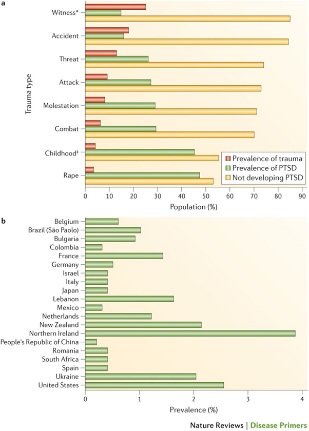 a
Witness*
Accident
Threat
Attack
Molestation
Combat
Childhood‡
Rape
Trauma type
Prevalence of trauma
Prevalence of PTSD
Not developing PTSD
0 10 20 30 40 50 60 70 80 90
Population (%)
b
Belgium
Brazil (São Paolo)
Bulgaria
Colombia
France
Germany
Israel
Italy
Japan
Lebanon
Mexico
Netherlands
New Zealand
Northern Ireland
People's Republic of China
Romania
South Africa
Spain
Ukraine
United States
0 1 2 3 4
Prevalence (%)
Nature Reviews | Disease Primers